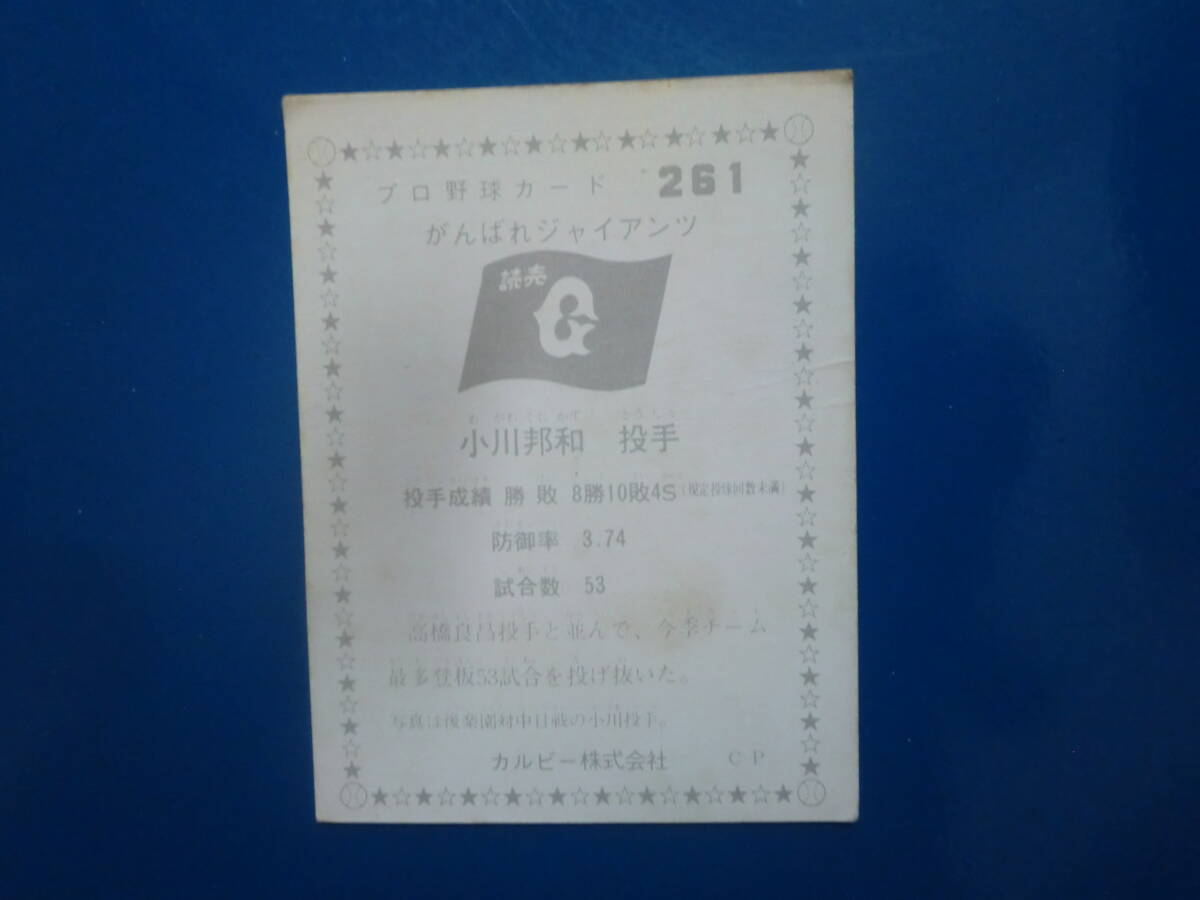 プロ野球カード 261
がんばれジャイアンツ
読売
G
小川邦和 投手
投手成績 勝 敗 8勝10敗4S(規定投球回数未満)
防御率 3.74
試合数 53
高橋良昌投手と並んで、今季チーム
最多登板53試合を投げ抜いた。
写真は後楽園対中日戦の小川投手。
カルビー株式会社 CP